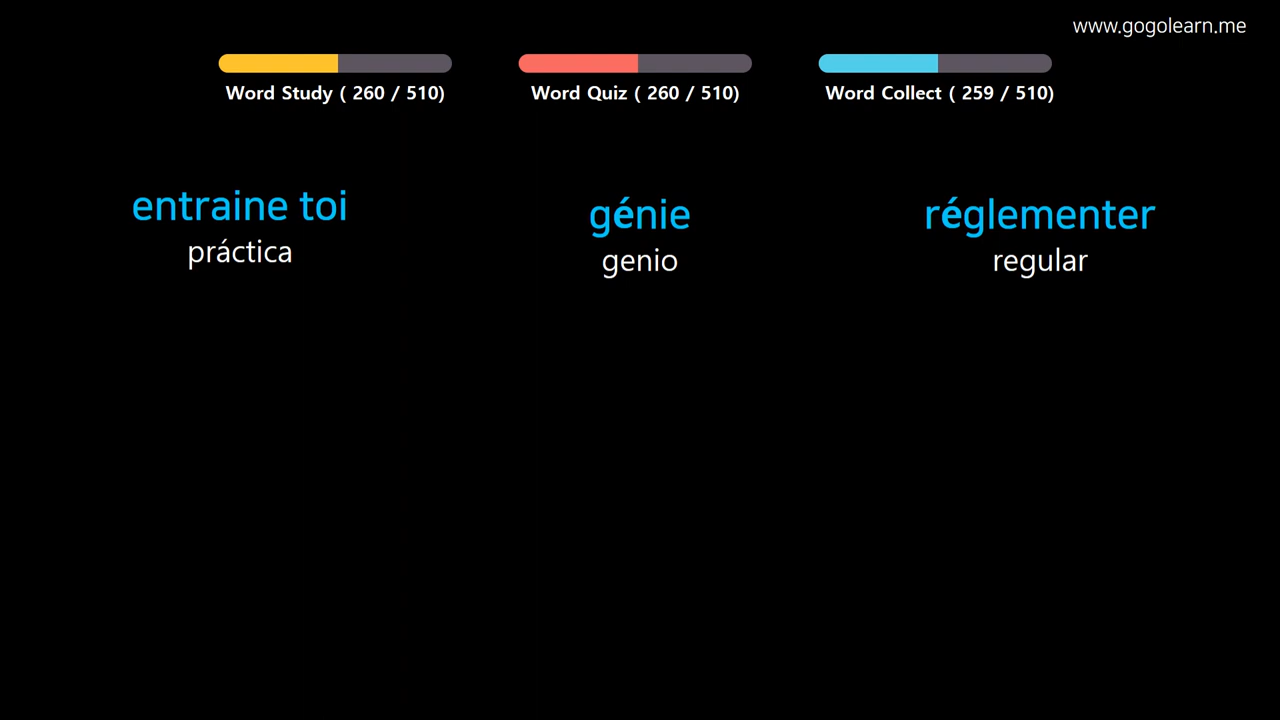 www.gogolearn.me
Word Study ( 260 / 510)
Word Quiz ( 260 / 510)
Word Collect ( 259 / 510)
entraine toi
práctica
génie
genio
réglementer
regular